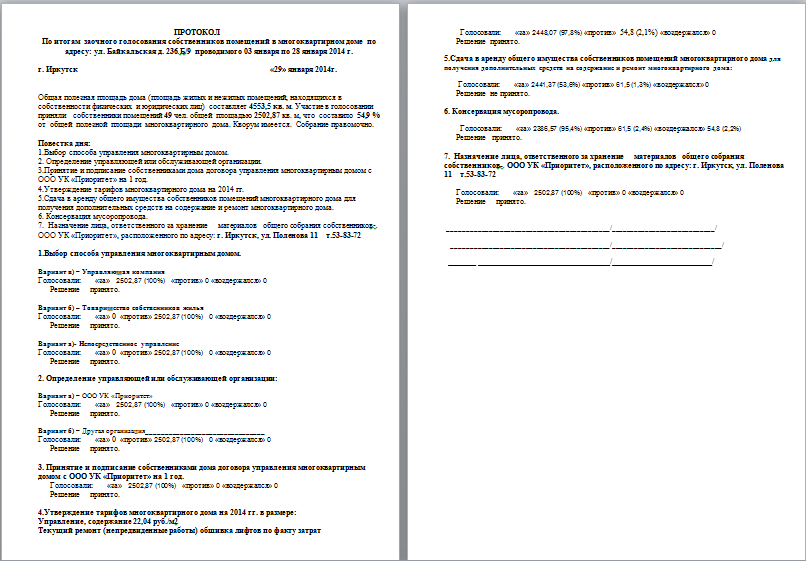 ПРОТОКОЛ
По итогам заочного голосования собственников помещений в многоквартирном доме по
адресу: ул. Байкальская д. 236,Б/9 проводимого 03 января по 28 января 2014 г.
г. Иркутск «29» января 2014г.
Общая полезная площадь дома (площадь жилых и нежилых помещений, находящихся в
собственности физических и юридических лиц) составляет 4553,5 кв. м. Участие в голосовании
приняли собственники помещений 49 чел. общей площадью 2502,87 кв. м, что составило 54,9 %
от общей полезной площади многоквартирного дома. Кворум имеется. Собрание правомочно.
Повестка дня:
1.Выбор способа управления многоквартирным домом.
2. Определение управляющей или обслуживающей организации.
3.Принятие и подписание собственниками дома договора управления многоквартирным домом с
ООО УК «Приоритет» на 1 год.
4.Утверждение тарифов многоквартирного дома на 2014 гг.
5.Сдача в аренду общего имущества собственников помещений многоквартирного дома для
получения дополнительных средств на содержание и ремонт многоквартирного дома.
6. Консервация мусоропровода.
7. Назначение лица, ответственного за хранение материалов общего собрания собственников:,
ООО УК «Приоритет», расположенного по адресу: г. Иркутск, ул. Поленова 11 т.53-83-72
1.Выбор способа управления многоквартирным домом.
Вариант а) – Управляющая компания
Голосовали: «за» 2502,87 (100%) «против» 0 «воздержался» 0
Решение принято.
Вариант б) – Товарищество собственников жилья
Голосовали: «за» 0 «против» 2502,87 (100%) 0 «воздержался» 0
Решение принято.
Вариант а)- Непосредственное управление
Голосовали: «за» 0 «против» 2502,87 (100%) 0 «воздержался» 0
Решение принято.
2. Определение управляющей или обслуживающей организации:
Вариант а) – ООО УК «Приоритет»
Голосовали: «за» 2502,87 (100%) «против» 0 «воздержался» 0
Решение принято.
Вариант б) – Другая организация______________________________
Голосовали: «за» 0 «против» 2502,87 (100%) 0 «воздержался» 0
Решение принято.
3. Принятие и подписание собственниками дома договора управления многоквартирным
домом с ООО УК «Приоритет» на 1 год.
Голосовали: «за» 2502,87 (100%) «против» 0 «воздержался» 0
Решение принято.
4.Утверждение тарифов многоквартирного дома на 2014 гг. в размере:
Управление, содержание 22,04 руб./м2
Текущий ремонт (непредвиденные работы) обшивка лифтов по факту затрат
Голосовали: «за» 2448,07 (97,8%) «против» 54,8 (2,1%) «воздержался» 0
Решение принято.
5.Сдача в аренду общего имущества собственников помещений многоквартирного дома для
получения дополнительных средств на содержание и ремонт многоквартирного дома:
Голосовали: «за» 2441,37 (53,6%) «против» 61,5 (1,3%) «воздержался» 0
Решение не принято.
6. Консервация мусоропровода.
Голосовали: «за» 2386,57 (95,4%) «против» 61,5 (2,4%) «воздержался» 54,8 (2,2%)
Решение принято.
7. Назначение лица, ответственного за хранение материалов общего собрания
собственников:, ООО УК «Приоритет», расположенного по адресу: г. Иркутск, ул. Поленова
11 т.53-83-72
Голосовали: «за» 2502,87 (100%) «против» 0 «воздержался» 0
Решение принято.